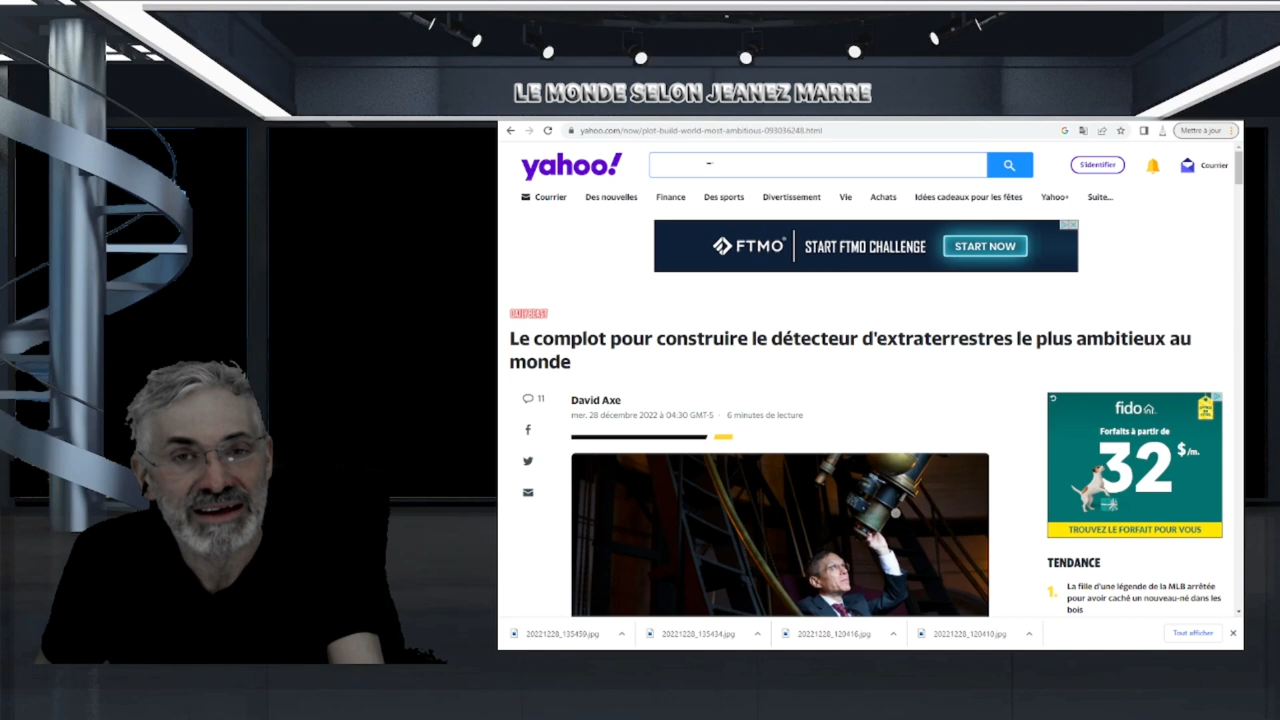 LE MONDE SELON JEANEZ MARRE
yahoo.com/now/plot-build-world-most-ambitious-093036248.html
Mettre à jour
yahoo!
S'identifier
Courrier
Courrier
Des nouvelles
Finance
Des sports
Divertissement
Vie
Achats
Idées cadeaux pour les fêtes
Yahoo+
Suite...
FTMO
START FTMO CHALLENGE
START NOW
DAILY BEAST
Le complot pour construire le détecteur d'extraterrestres le plus ambitieux au
monde
11
David Axe
mer. 28 décembre 2022 à 04:30 GMT-5 · 6 minutes de lecture
fido
Forfaits à partir de
32 $/m.
TROUVEZ LE FORFAIT POUR VOUS
TENDANCE
1. La fille d'une légende de la MLB arrêtée
pour avoir caché un nouveau-né dans les
bois
20221228_135459.jpg
20221228_135434.jpg
20221228_120416.jpg
20221228_120410.jpg
Tout afficher